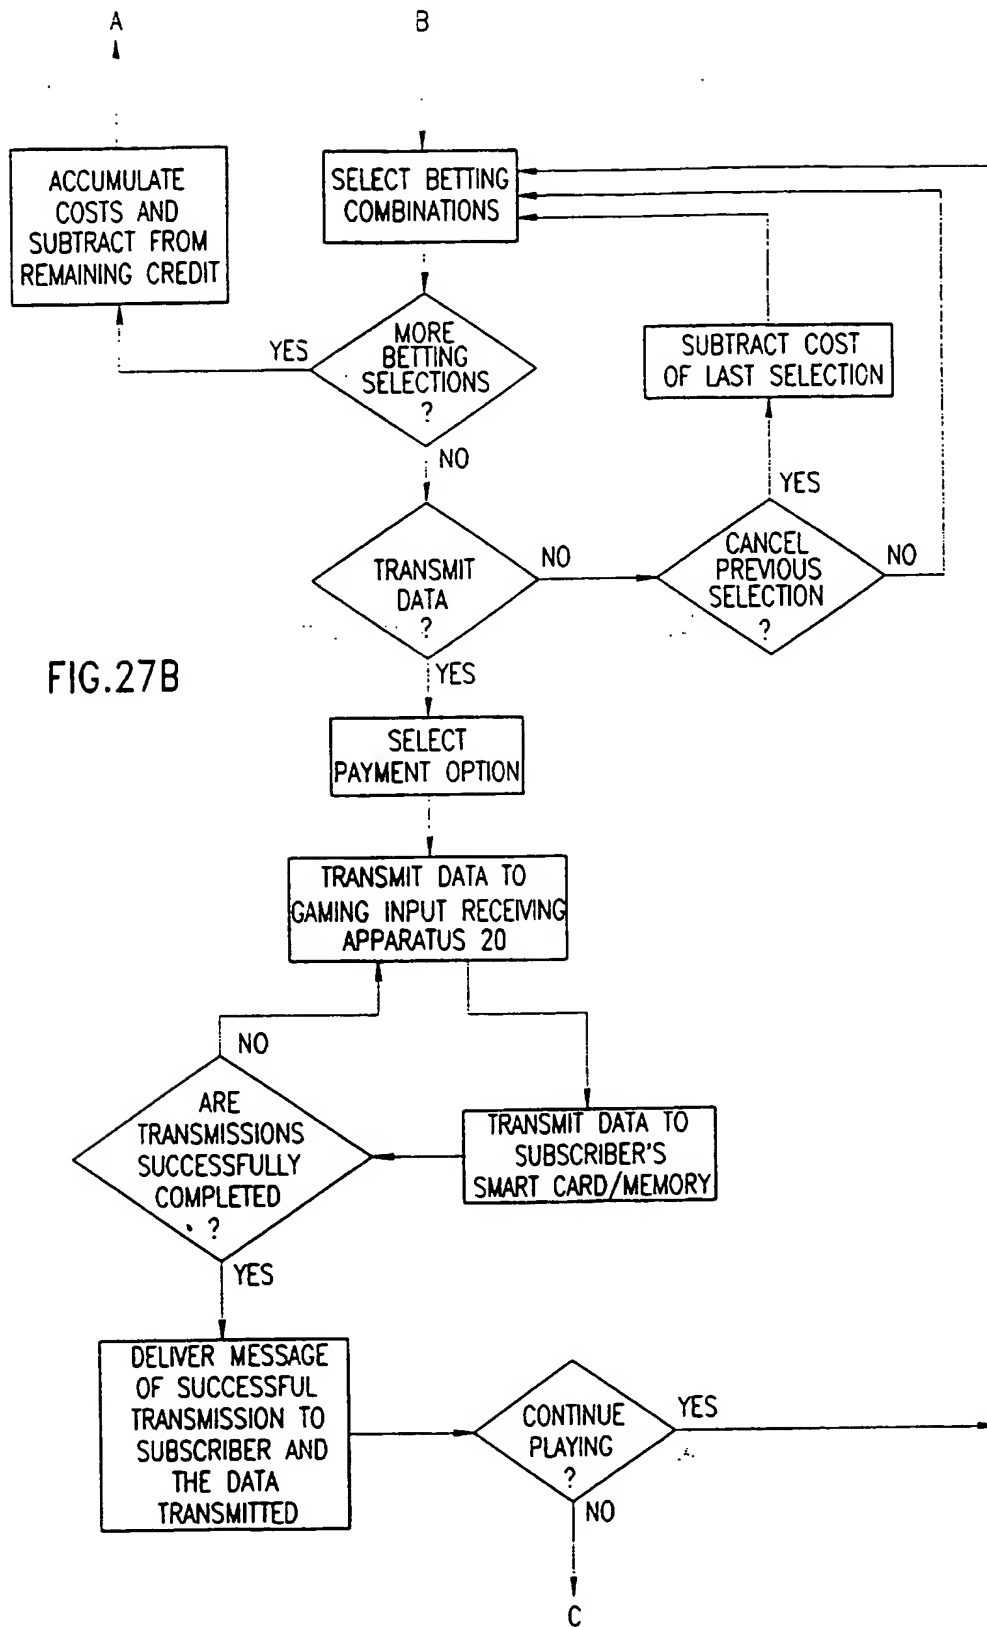 A
B
ACCUMULATE
COSTS AND
SUBTRACT FROM
REMAINING CREDIT
SELECT BETTING
COMBINATIONS
YES
MORE
BETTING
SELECTIONS
?
SUBTRACT COST
OF LAST SELECTION
NO
YES
TRANSMIT
DATA
?
NO
CANCEL
PREVIOUS
SELECTION
?
NO
FIG.27B
YES
SELECT
PAYMENT OPTION
TRANSMIT DATA TO
GAMING INPUT RECEIVING
APPARATUS 20
NO
ARE
TRANSMISSIONS
SUCCESSFULLY
COMPLETED
?
TRANSMIT DATA TO
SUBSCRIBER'S
SMART CARD/MEMORY
YES
DELIVER MESSAGE
OF SUCCESSFUL
TRANSMISSION TO
SUBSCRIBER AND
THE DATA
TRANSMITTED
CONTINUE
PLAYING
?
YES
NO
C